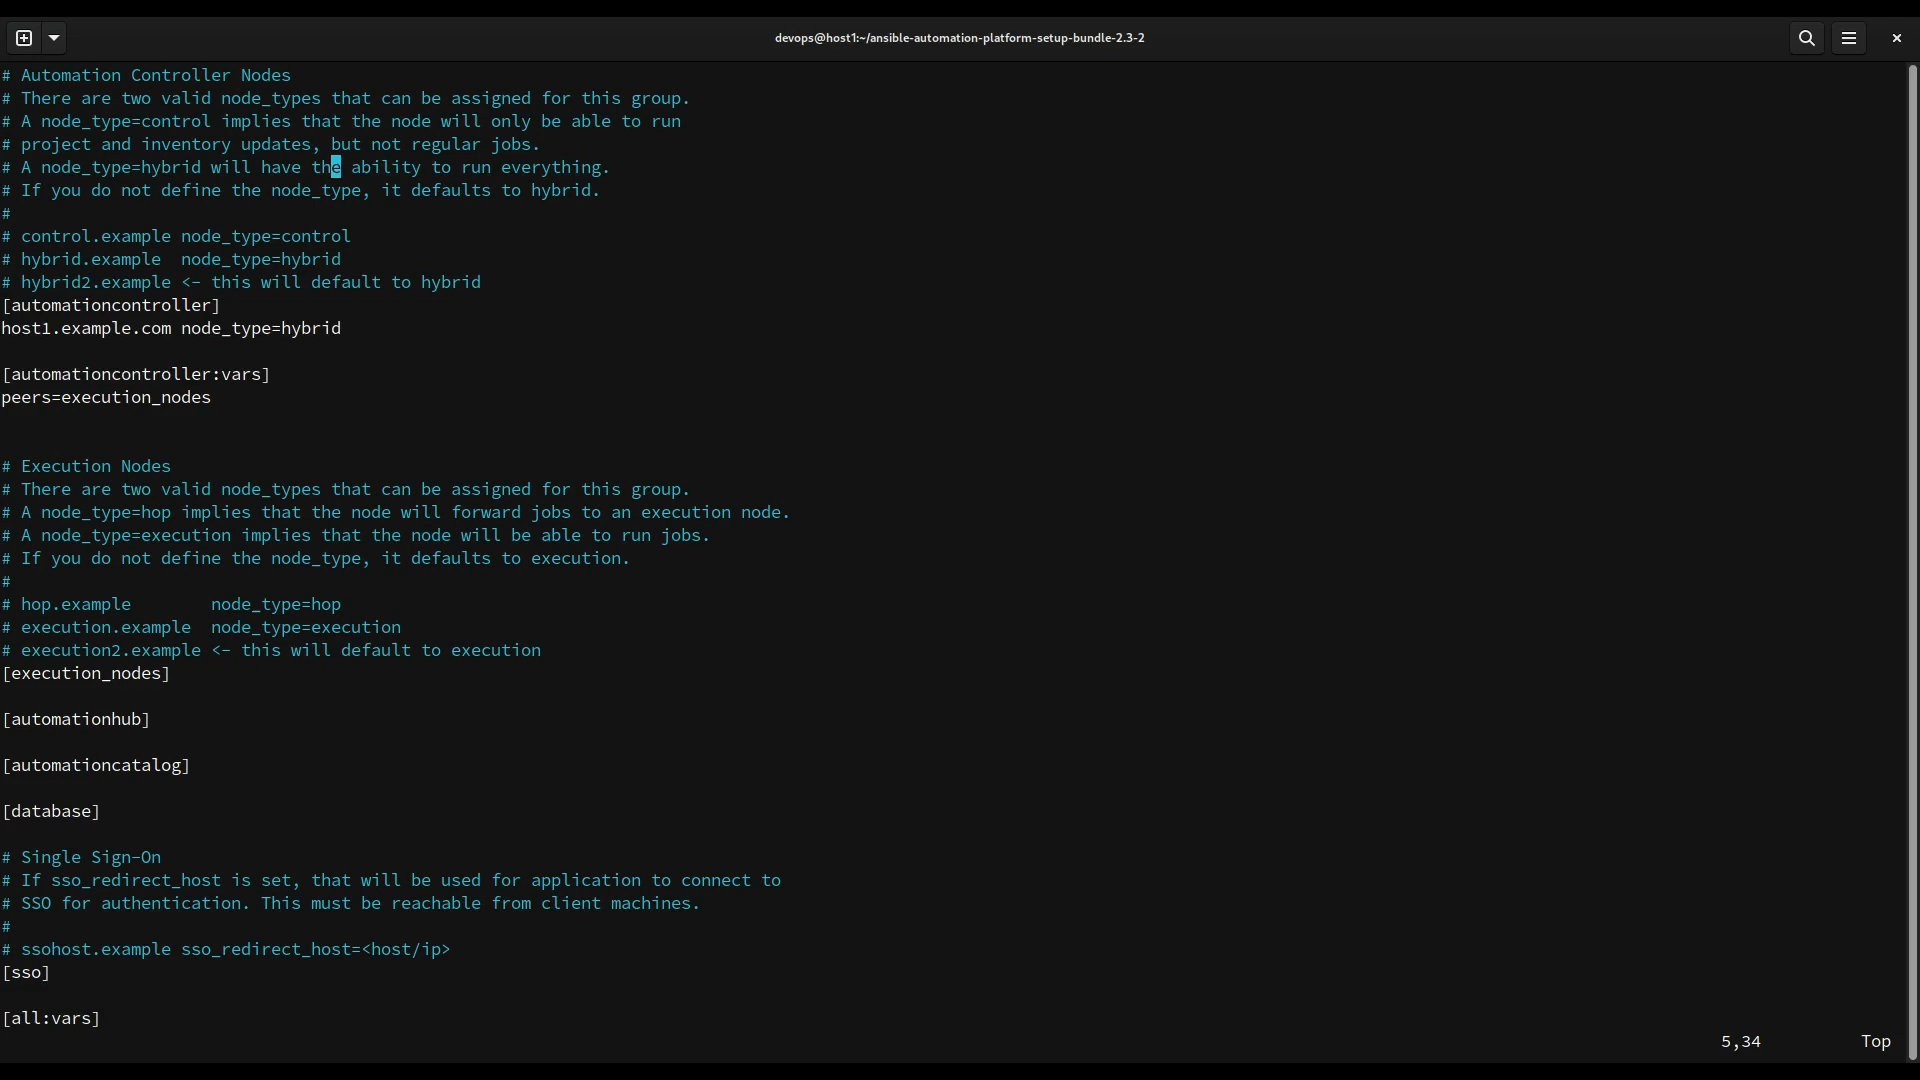 devops@host1:~/ansible-automation-platform-setup-bundle-2.3-2
# Automation Controller Nodes
# There are two valid node_types that can be assigned for this group.
# A node_type=control implies that the node will only be able to run
# project and inventory updates, but not regular jobs.
# A node_type=hybrid will have the ability to run everything.
# If you do not define the node_type, it defaults to hybrid.
#
# control.example node_type=control
# hybrid.example  node_type=hybrid
# hybrid2.example <- this will default to hybrid
[automationcontroller]
host1.example.com node_type=hybrid
[automationcontroller:vars]
peers=execution_nodes
# Execution Nodes
# There are two valid node_types that can be assigned for this group.
# A node_type=hop implies that the node will forward jobs to an execution node.
# A node_type=execution implies that the node will be able to run jobs.
# If you do not define the node_type, it defaults to execution.
#
# hop.example        node_type=hop
# execution.example  node_type=execution
# execution2.example <- this will default to execution
[execution_nodes]
[automationhub]
[automationcatalog]
[database]
# Single Sign-On
# If sso_redirect_host is set, that will be used for application to connect to
# SSO for authentication. This must be reachable from client machines.
#
# ssohost.example sso_redirect_host=<host/ip>
[sso]
[all:vars]
5,34 Top